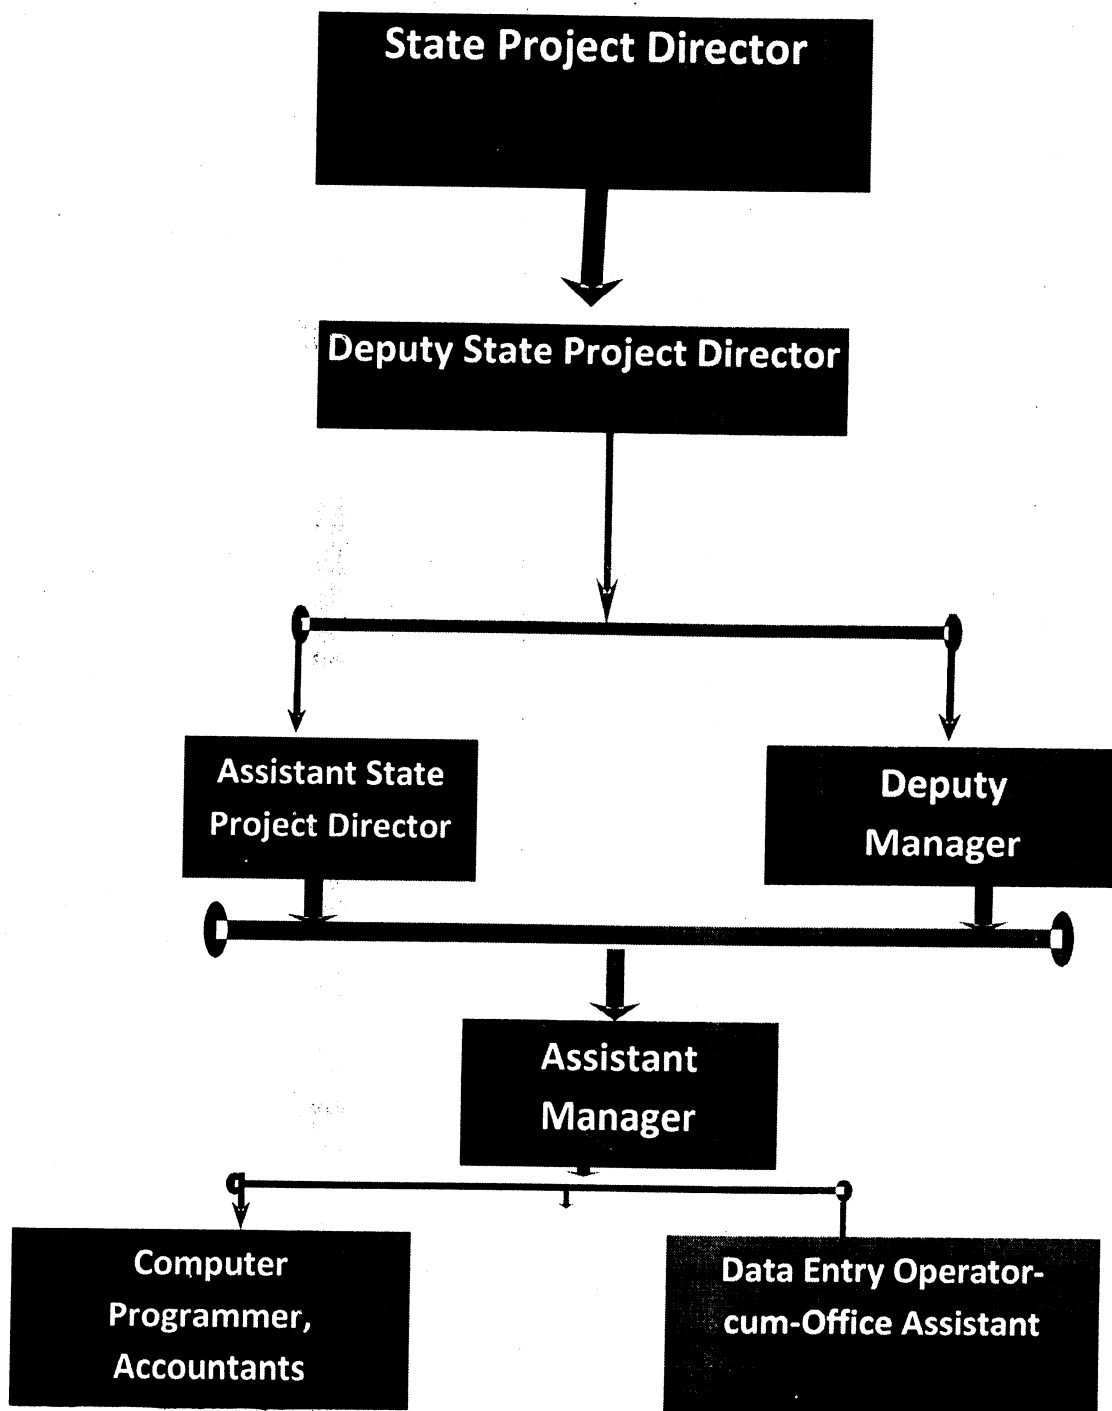 State Project Director
Deputy State Project Director
Assistant State
Project Director
Deputy
Manager
Assistant
Manager
Computer
Programmer,
Accountants
Data Entry Operator-
cum-Office Assistant